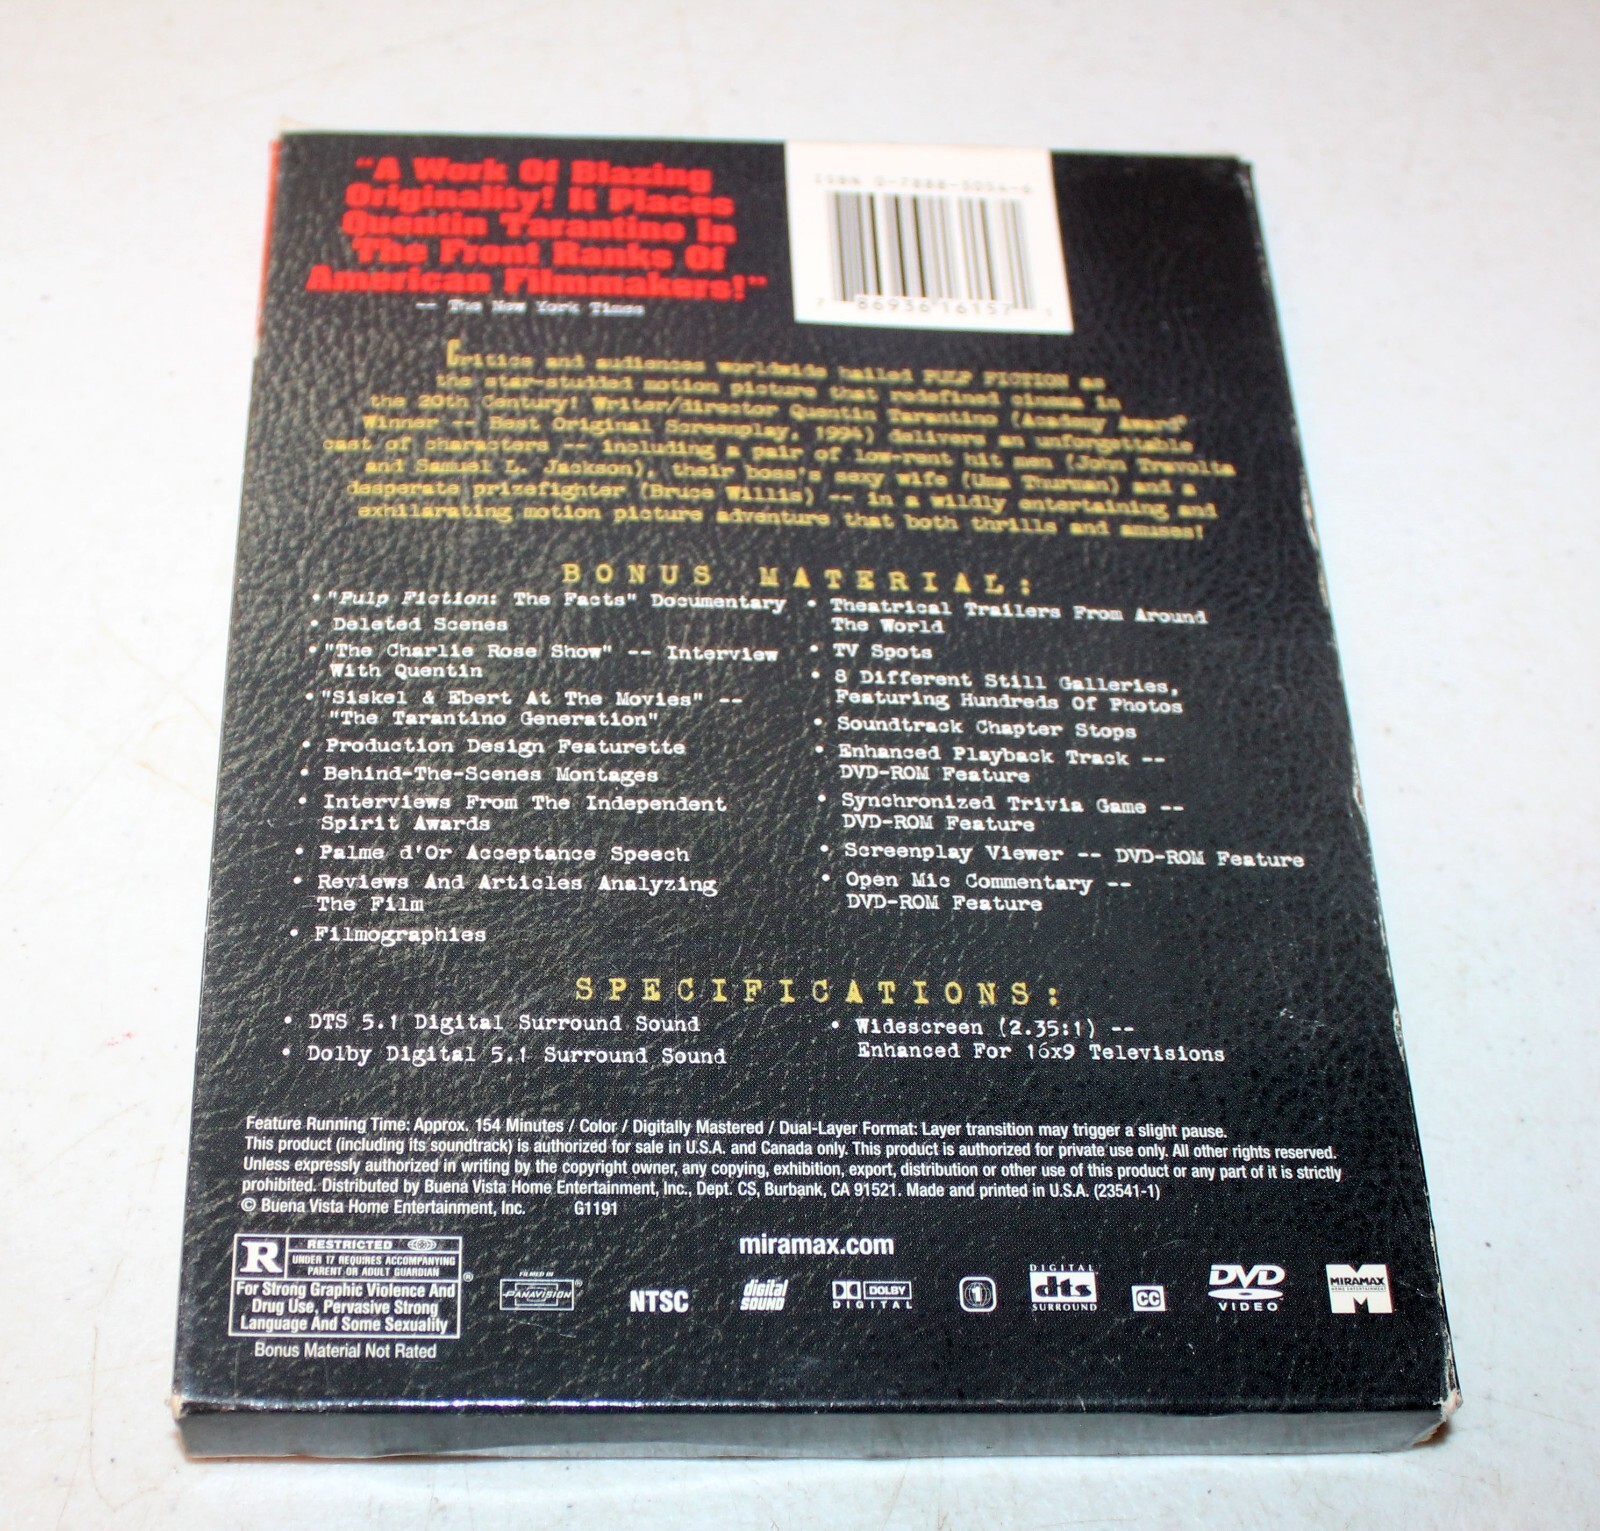 "A Work Of Blazing
Originality! It Places
Quentin Tarantino In
The Front Ranks Of
American Filmmakers!"
-- The New York Times
ISBN 0-7888-3054-6
86936 16157
Critics and audiences worldwide hailed PULP FICTION as
the star-studded motion picture that redefined cinema in
the 20th Century! Writer/director Quentin Tarantino (Academy Award®
Winner -- Best Original Screenplay, 1994) delivers an unforgettable
cast of characters -- including a pair of low-rent hit men (John Travolta
and Samuel L. Jackson), their boss's sexy wife (Uma Thurman) and a
desperate prizefighter (Bruce Willis) -- in a wildly entertaining and
exhilarating motion picture adventure that both thrills and amuses!
BONUS MATERIAL:
• "Pulp Fiction: The Facts" Documentary
• Deleted Scenes
• "The Charlie Rose Show" -- Interview
With Quentin
• "Siskel & Ebert At The Movies" --
"The Tarantino Generation"
• Production Design Featurette
• Behind-The-Scenes Montages
• Interviews From The Independent
Spirit Awards
• Palme d'Or Acceptance Speech
• Reviews And Articles Analyzing
The Film
• Filmographies
• Theatrical Trailers From Around
The World
• TV Spots
• 8 Different Still Galleries,
Featuring Hundreds Of Photos
• Soundtrack Chapter Stops
• Enhanced Playback Track --
DVD-ROM Feature
• Synchronized Trivia Game --
DVD-ROM Feature
• Screenplay Viewer -- DVD-ROM Feature
• Open Mic Commentary --
DVD-ROM Feature
SPECIFICATIONS:
• DTS 5.1 Digital Surround Sound
• Dolby Digital 5.1 Surround Sound
• Widescreen (2.35:1) --
Enhanced For 16x9 Televisions
Feature Running Time: Approx. 154 Minutes / Color / Digitally Mastered / Dual-Layer Format: Layer transition may trigger a slight pause.
This product (including its soundtrack) is authorized for sale in U.S.A. and Canada only. This product is authorized for private use only. All other rights reserved.
Unless expressly authorized in writing by the copyright owner, any copying, exhibition, export, distribution or other use of this product or any part of it is strictly
prohibited. Distributed by Buena Vista Home Entertainment, Inc., Dept. CS, Burbank, CA 91521. Made and printed in U.S.A. (23541-1)
© Buena Vista Home Entertainment, Inc. G1191
miramax.com
R RESTRICTED
UNDER 17 REQUIRES ACCOMPANYING
PARENT OR ADULT GUARDIAN
®
For Strong Graphic Violence And
Drug Use, Pervasive Strong
Language And Some Sexuality
Bonus Material Not Rated
FILMED IN
PANAVISION®
NTSC
digital
SOUND
DOLBY
DIGITAL
1
DIGITAL
dts
SURROUND
CC
DVD
VIDEO
MIRAMAX
HOME ENTERTAINMENT
M